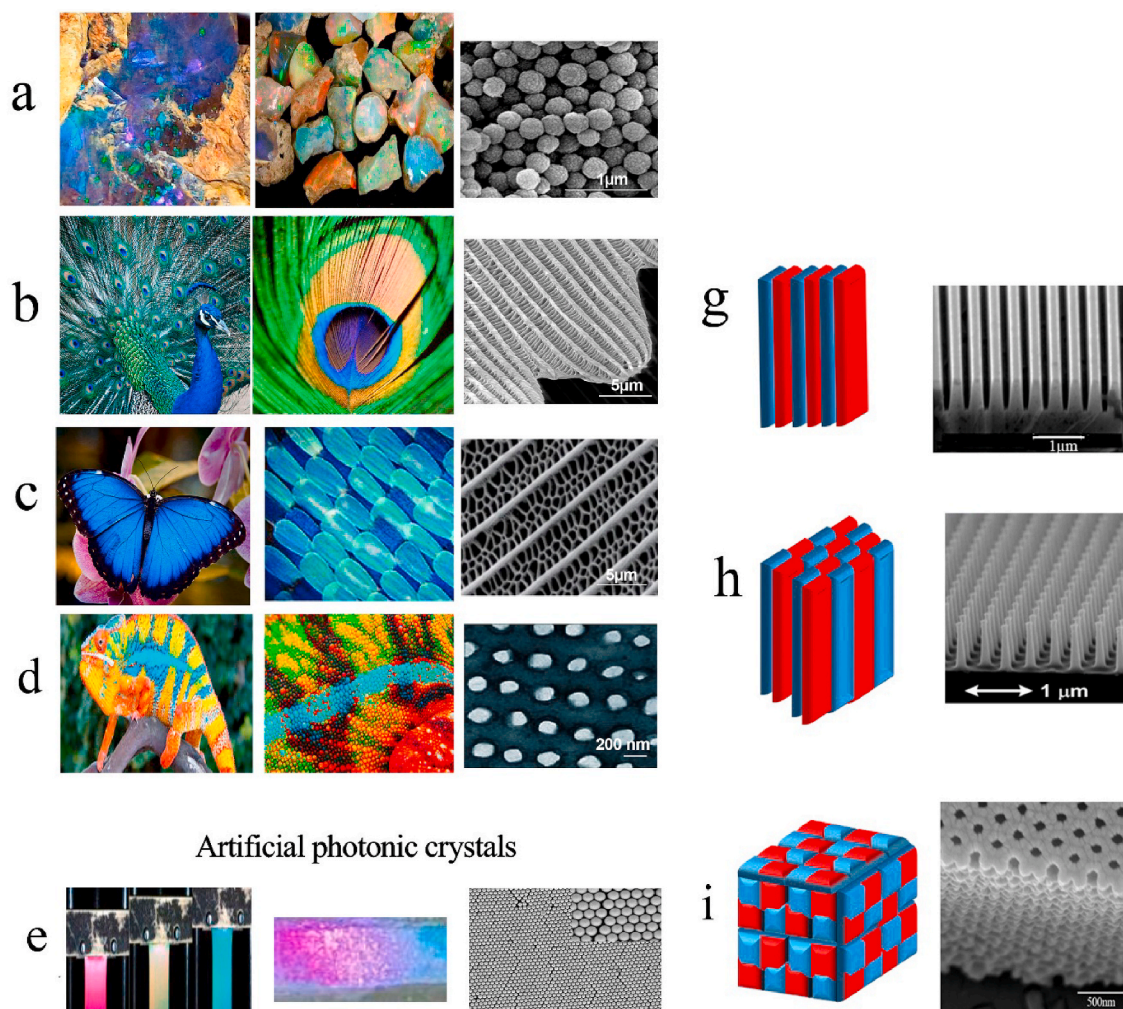 a
1µm
b
5µm
c
5µm
d
200 nm
Artificial photonic crystals
e
g
1µm
h
1 µm
i
500nm